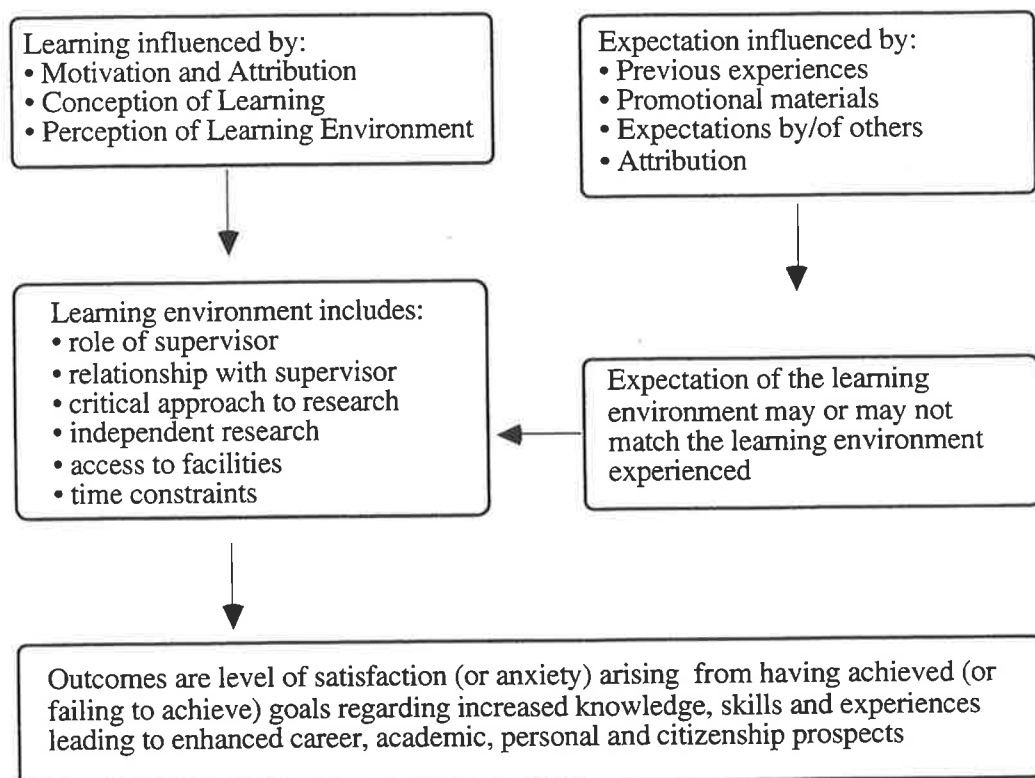 Learning influenced by:
• Motivation and Attribution
• Conception of Learning
• Perception of Learning Environment
Expectation influenced by:
• Previous experiences
• Promotional materials
• Expectations by/of others
• Attribution
Learning environment includes:
• role of supervisor
• relationship with supervisor
• critical approach to research
• independent research
• access to facilities
• time constraints
Expectation of the learning
environment may or may not
match the learning environment
experienced
Outcomes are level of satisfaction (or anxiety) arising from having achieved (or
failing to achieve) goals regarding increased knowledge, skills and experiences
leading to enhanced career, academic, personal and citizenship prospects